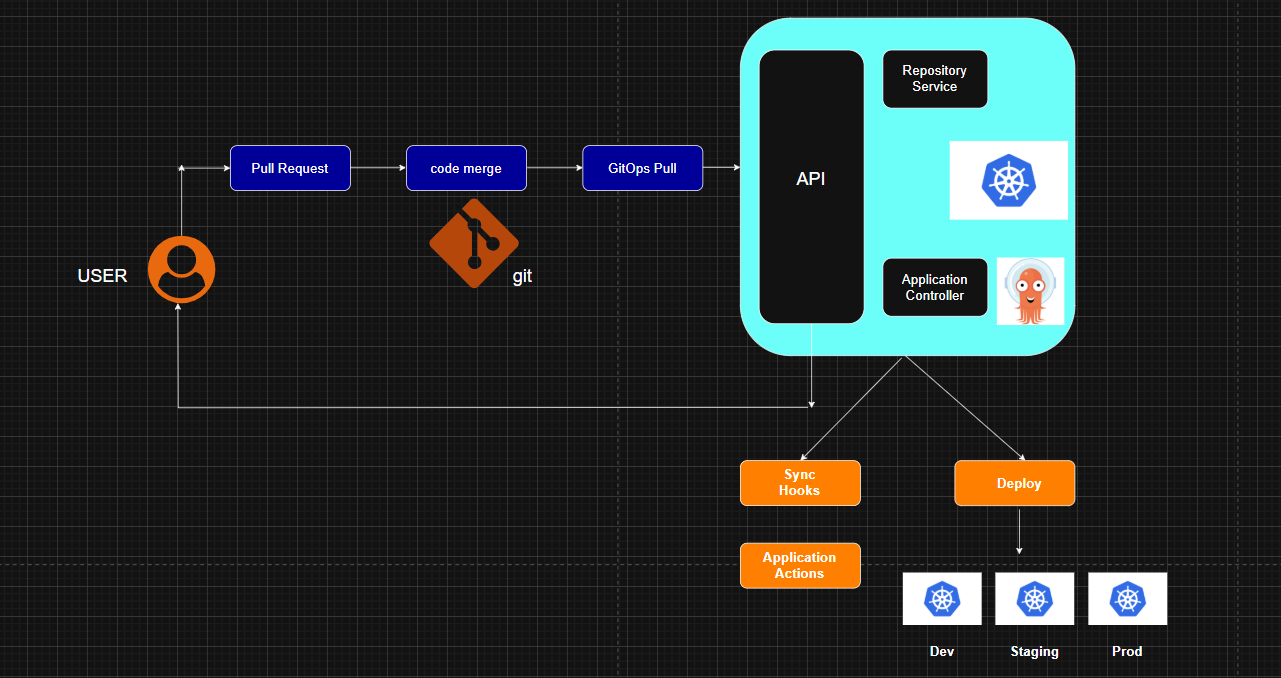 Repository
Service
Pull Request
code merge
GitOps Pull
API
USER
git
Application
Controller
Sync
Hooks
Deploy
Application
Actions
Dev
Staging
Prod